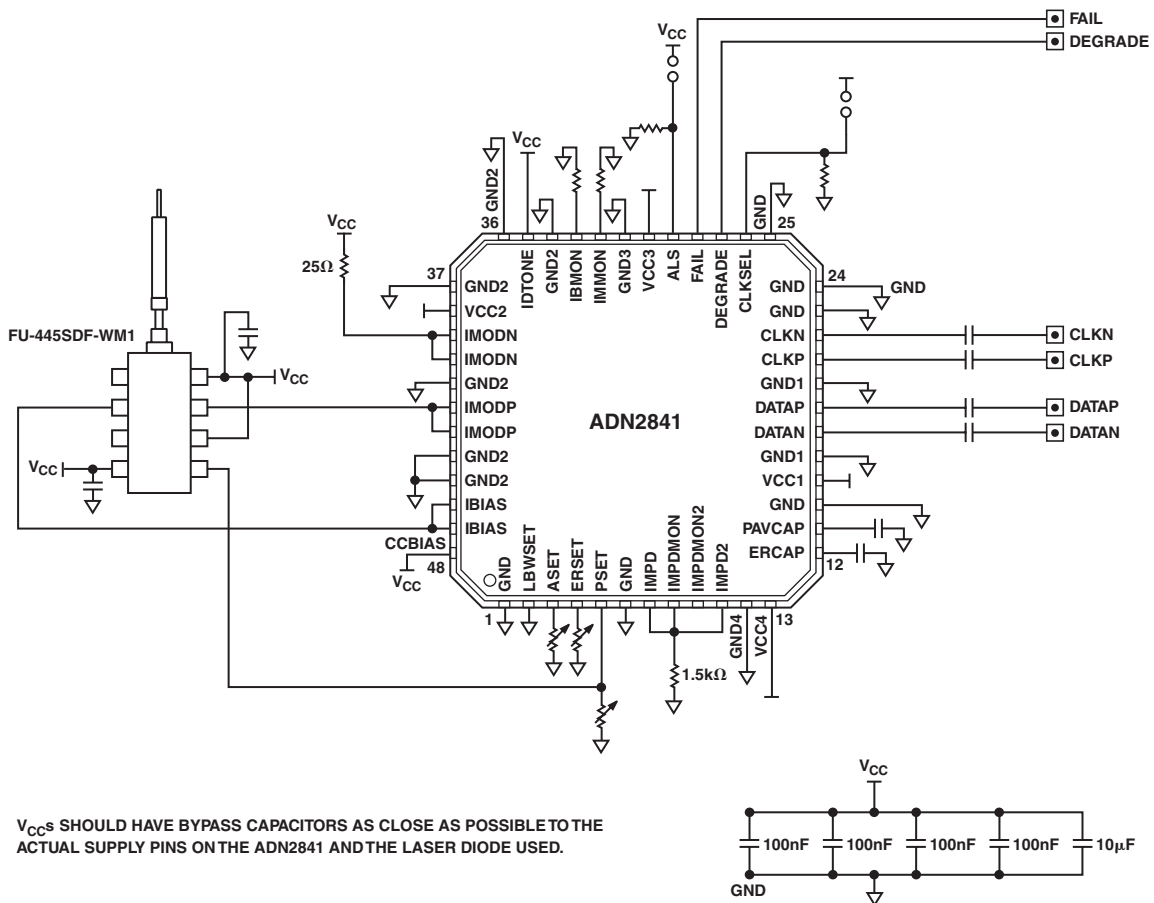 FAIL
DEGRADE
VCC
VCC
GND2
36
GND
25
VCC
25Ω
37
24
GND
IDTONE
GND2
IBMON
IMMON
GND3
VCC3
ALS
FAIL
DEGRADE
CLKSEL
FU-445SDF-WM1
VCC
VCC
GND2
VCC2
IMODN
IMODN
GND2
IMODP
IMODP
GND2
GND2
IBIAS
IBIAS
CCBIAS
48
VCC
ADN2841
GND
GND
CLKN
CLKP
GND1
DATAP
DATAN
GND1
VCC1
GND
PAVCAP
ERCAP
12
CLKN
CLKP
DATAP
DATAN
GND
LBWSET
ASET
ERSET
PSET
GND
IMPD
IMPDMON
IMPDMON2
IMPD2
1
GND4
VCC4
13
1.5kΩ
VCCs SHOULD HAVE BYPASS CAPACITORS AS CLOSE AS POSSIBLE TO THE
ACTUAL SUPPLY PINS ON THE ADN2841 AND THE LASER DIODE USED.
VCC
100nF
100nF
100nF
100nF
10μF
GND